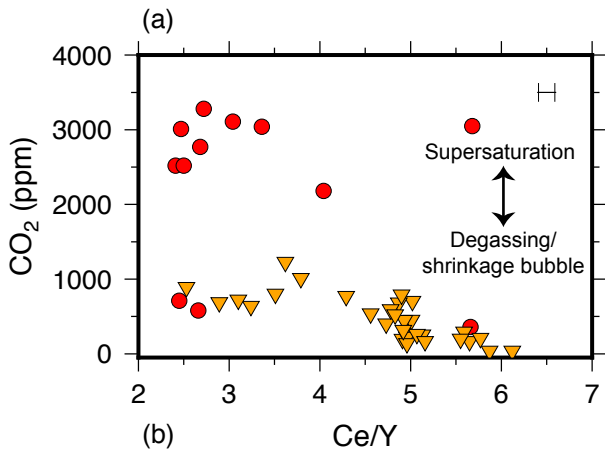 (a)
4000
3000
2000
1000
0
CO2 (ppm)
Supersaturation
Degassing/
shrinkage bubble
2 3 4 5 6 7
(b)
Ce/Y